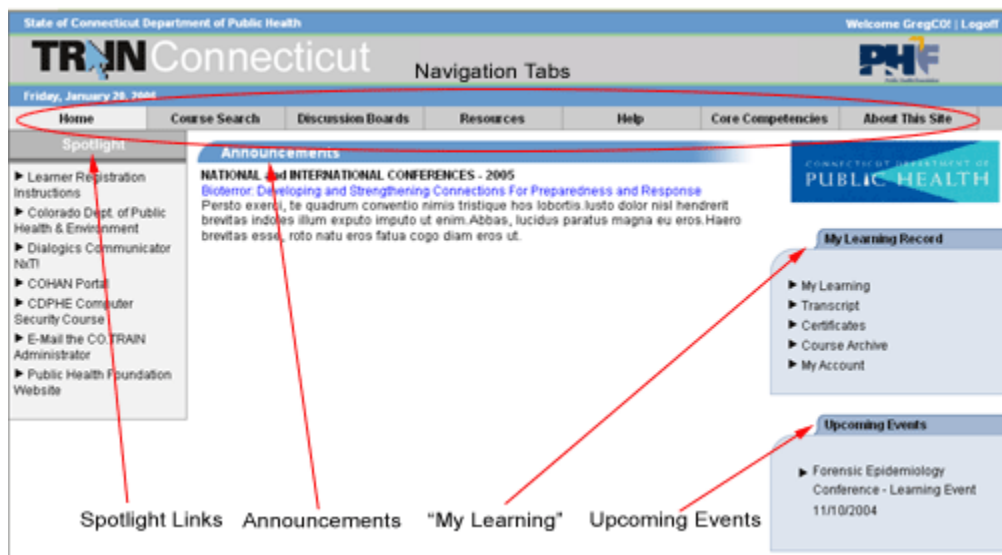 State of Connecticut Department of Public Health
Welcome GregCO! | Logoff
TRAIN Connecticut
PHF
Navigation Tabs
Friday, January 20, 2006
Home Course Search Discussion Boards Resources Help Core Competencies About This Site
Spotlight
► Learner Registration
Instructions
► Colorado Dept. of Public
Health & Environment
► Dialogics Communicator
NxT!
► COHAN Portal
► CDPHE Computer
Security Course
► E-Mail the CO.TRAIN
Administrator
► Public Health Foundation
Website
Announcements
NATIONAL and INTERNATIONAL CONFERENCES - 2005
Bioterror: Developing and Strengthening Connections For Preparedness and Response
Persto exerci, te quadrum conventio nimis tristique hos lobortis.Iusto dolor nisl hendrerit
brevitas indoles illum exputo imputo ut enim.Abbas, lucidus paratus magna eu eros.Haero
brevitas esse, roto natu eros fatua cogo diam eros ut.
CONNECTICUT DEPARTMENT OF
PUBLIC HEALTH
My Learning Record
► My Learning
► Transcript
► Certificates
► Course Archive
► My Account
Upcoming Events
► Forensic Epidemiology
Conference - Learning Event
11/10/2004
Spotlight Links Announcements "My Learning" Upcoming Events